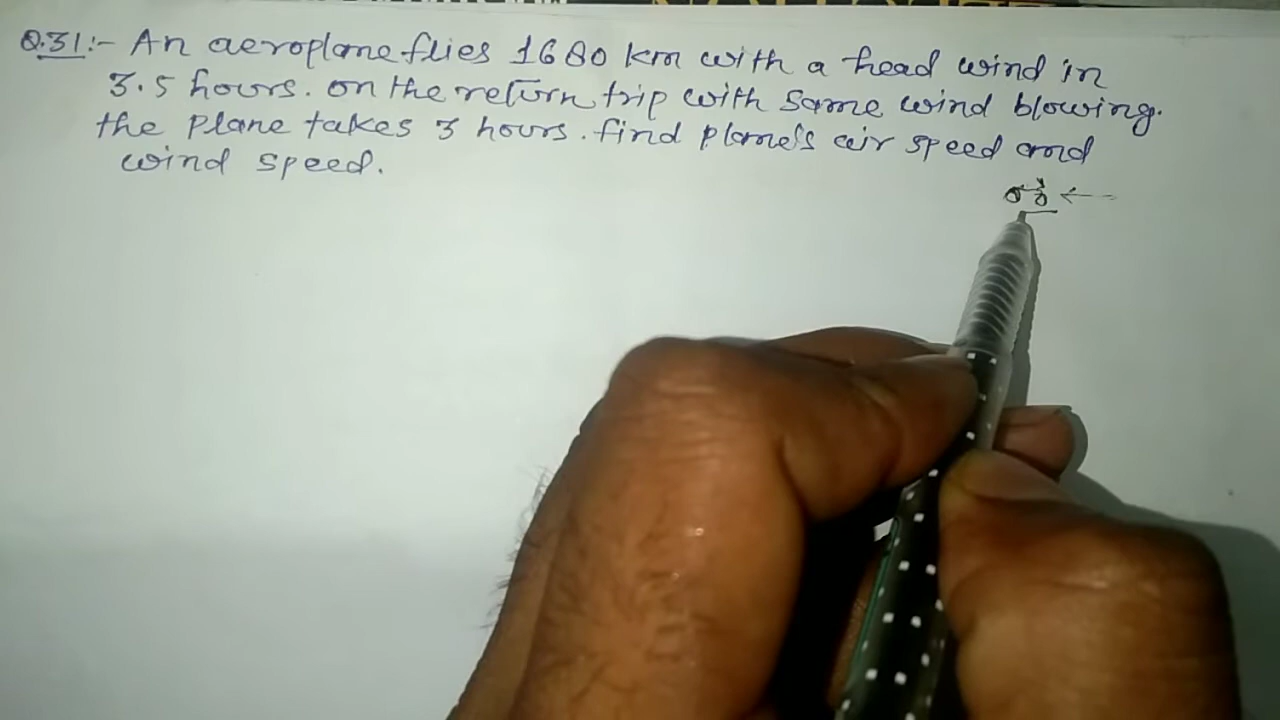 Q.31:- An aeroplane flies 1680 km with a head wind in
3.5 hours. on the return trip with same wind blowing.
the plane takes 3 hours. find plane's air speed and
wind speed.